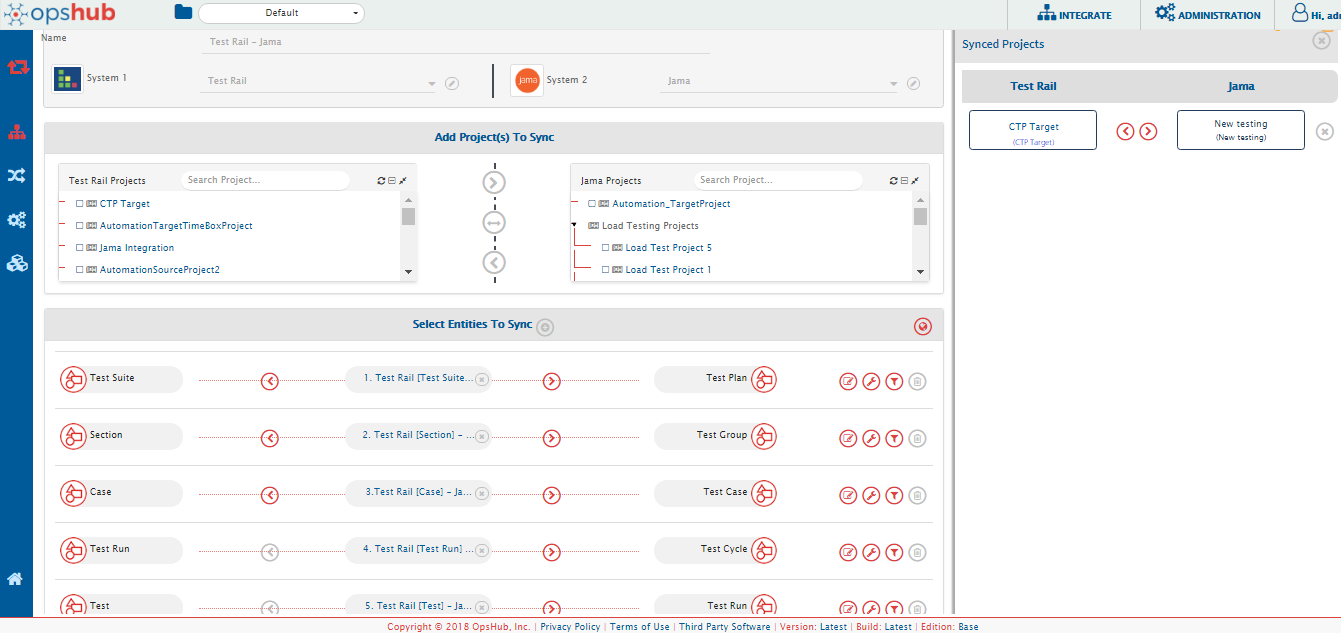 opshub
Default
INTEGRATE
ADMINISTRATION
Hi, ad
Name
Test Rail - Jama
System 1
Test Rail
jama
System 2
Jama
Synced Projects
Test Rail
Jama
CTP Target
(CTP Target)
New testing
(New testing)
Add Project(s) To Sync
Test Rail Projects
Search Project...
CTP Target
AutomationTargetTimeBoxProject
Jama Integration
AutomationSourceProject2
Jama Projects
Search Project...
Automation_TargetProject
Load Testing Projects
Load Test Project 5
Load Test Project 1
Select Entities To Sync
Test Suite
1. Test Rail [Test Suite...
Test Plan
Section
2. Test Rail [Section] - ...
Test Group
Case
3.Test Rail [Case] - Ja...
Test Case
Test Run
4. Test Rail [Test Run] ...
Test Cycle
Test
5. Test Rail [Test] - Ja...
Test Run
Copyright © 2018 OpsHub, Inc. | Privacy Policy | Terms of Use | Third Party Software | Version: Latest | Build: Latest | Edition: Base